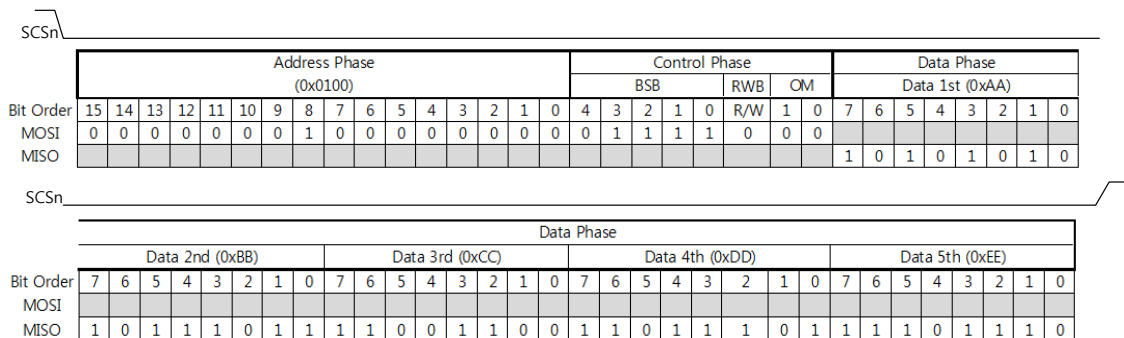 SCSn
Address Phase Control Phase Data Phase
(0x0100) BSB RWB OM Data 1st (0xAA)
Bit Order 15 14 13 12 11 10 9 8 7 6 5 4 3 2 1 0 4 3 2 1 0 R/W 1 0 7 6 5 4 3 2 1 0
MOSI 0 0 0 0 0 0 0 1 0 0 0 0 0 0 0 0 0 1 1 1 1 0 0 0
MISO 1 0 1 0 1 0 1 0
SCSn
Data Phase
Data 2nd (0xBB) Data 3rd (0xCC) Data 4th (0xDD) Data 5th (0xEE)
Bit Order 7 6 5 4 3 2 1 0 7 6 5 4 3 2 1 0 7 6 5 4 3 2 1 0 7 6 5 4 3 2 1 0
MOSI
MISO 1 0 1 1 1 0 1 1 1 1 0 0 1 1 0 0 1 1 0 1 1 1 0 1 1 1 1 0 1 1 1 0